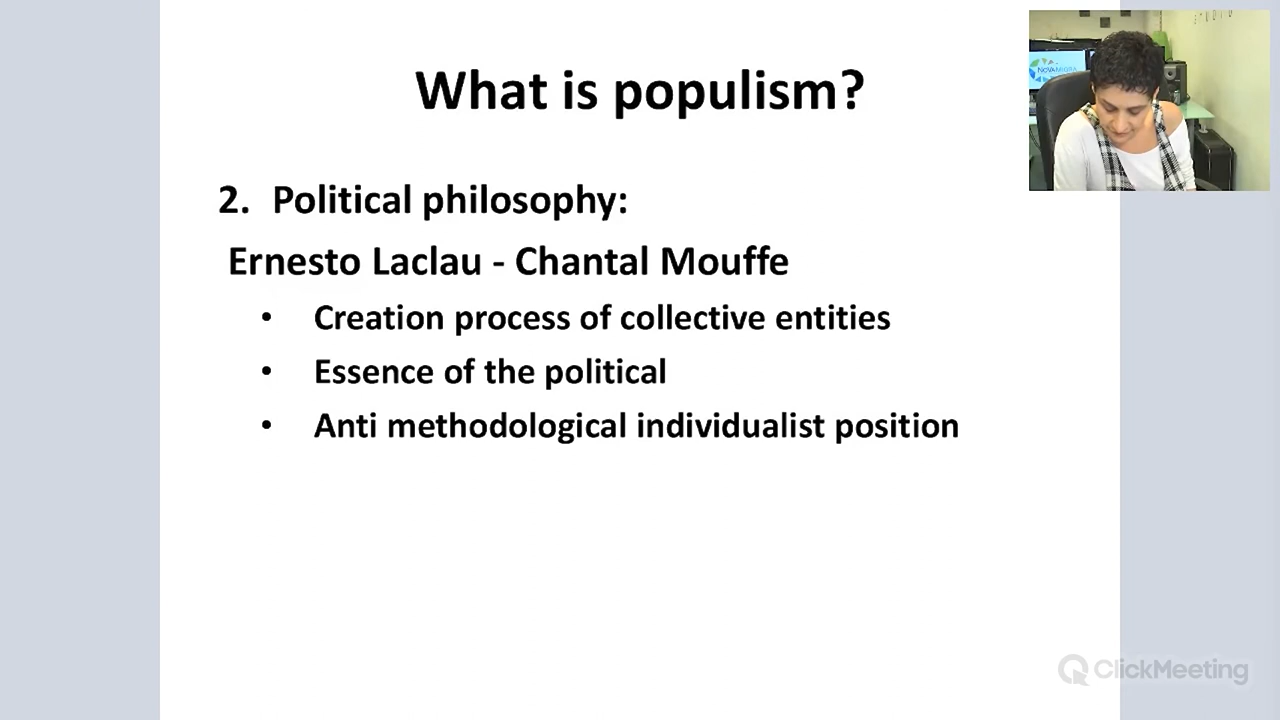 What is populism?
2. Political philosophy:
Ernesto Laclau - Chantal Mouffe
• Creation process of collective entities
• Essence of the political
• Anti methodological individualist position
NoVAMIGRA
ClickMeeting